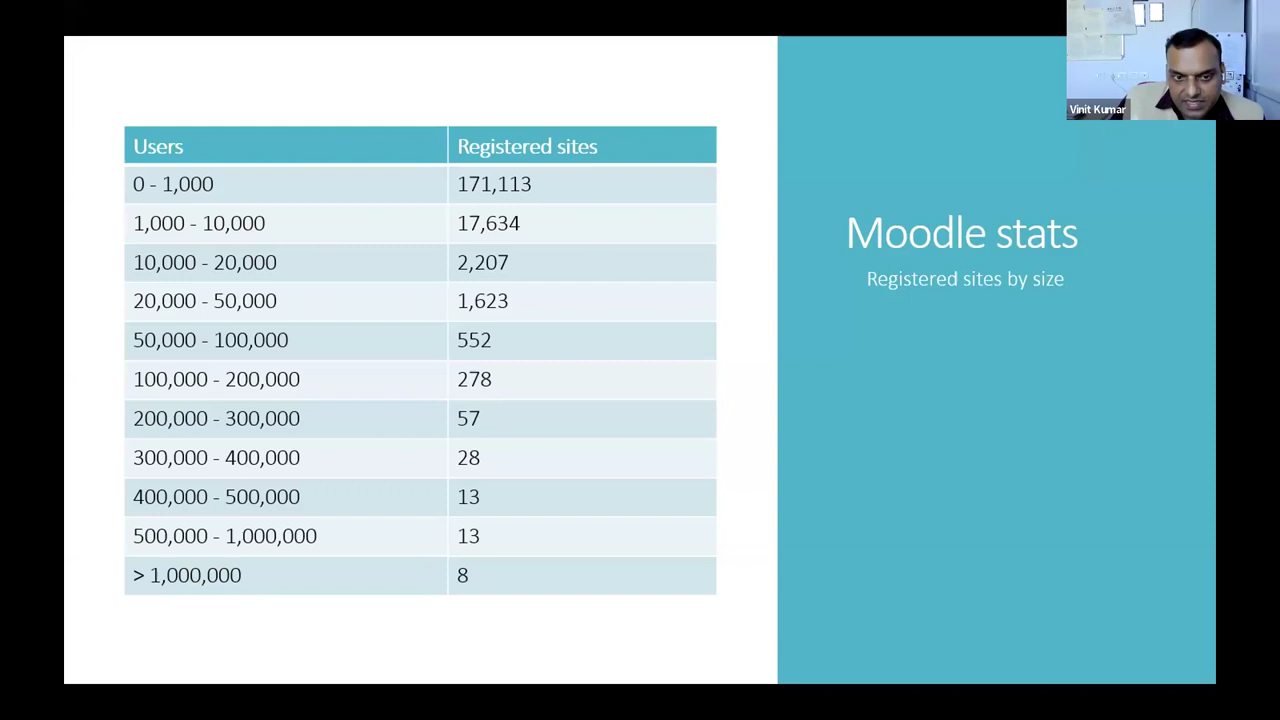 Vinit Kumar
Users Registered sites
0 - 1,000 171,113
1,000 - 10,000 17,634
10,000 - 20,000 2,207
20,000 - 50,000 1,623
50,000 - 100,000 552
100,000 - 200,000 278
200,000 - 300,000 57
300,000 - 400,000 28
400,000 - 500,000 13
500,000 - 1,000,000 13
> 1,000,000 8
Moodle stats
Registered sites by size